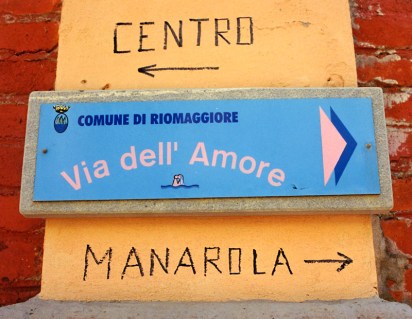 CENTRO
←
COMUNE DI RIOMAGGIORE
Via dell' Amore
MANAROLA →